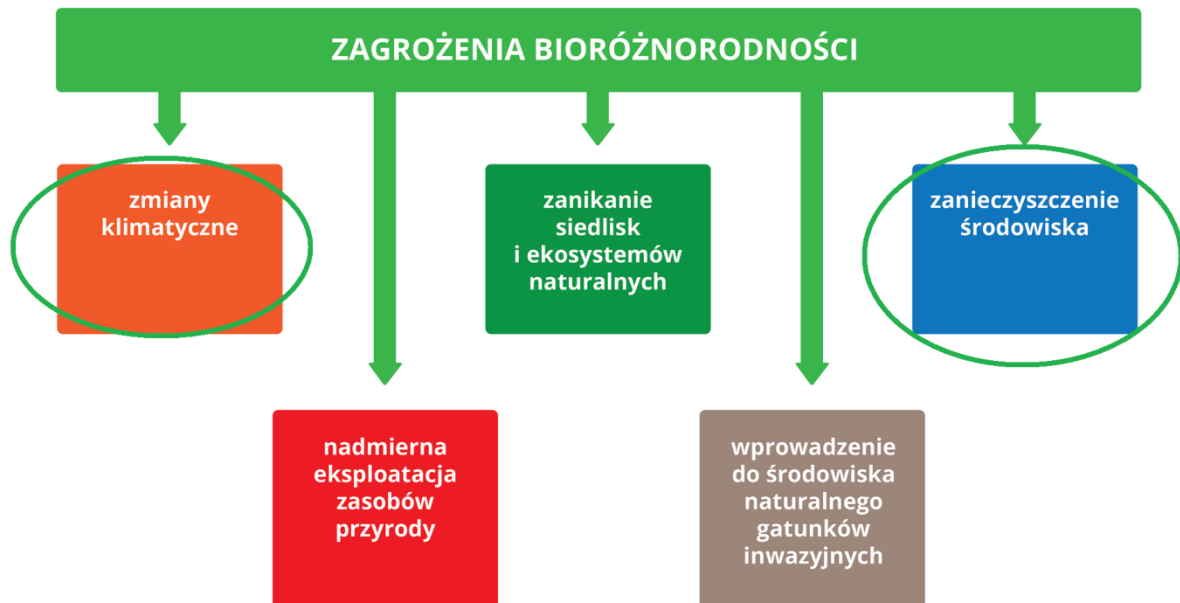 ZAGROŻENIA BIORÓŻNORODNOŚCI
zmiany
klimatyczne
zanikanie
siedlisk
i ekosystemów
naturalnych
zanieczyszczenie
środowiska
nadmierna
eksploatacja
zasobów
przyrody
wprowadzenie
do środowiska
naturalnego
gatunków
inwazyjnych